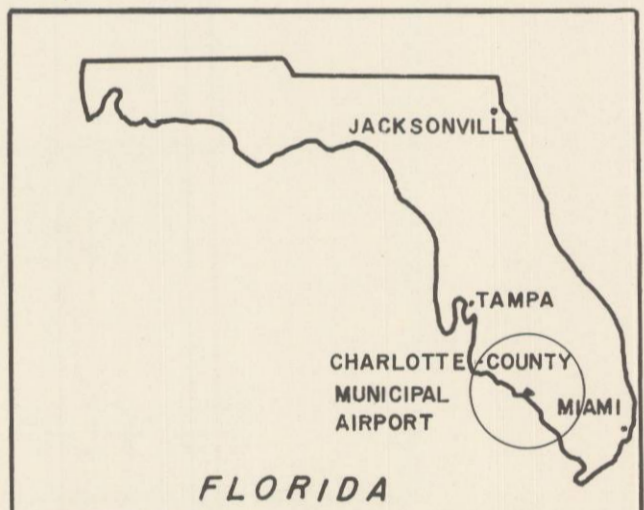 JACKSONVILLE
TAMPA
CHARLOTTE-COUNTY
MUNICIPAL
AIRPORT
MIAMI
FLORIDA